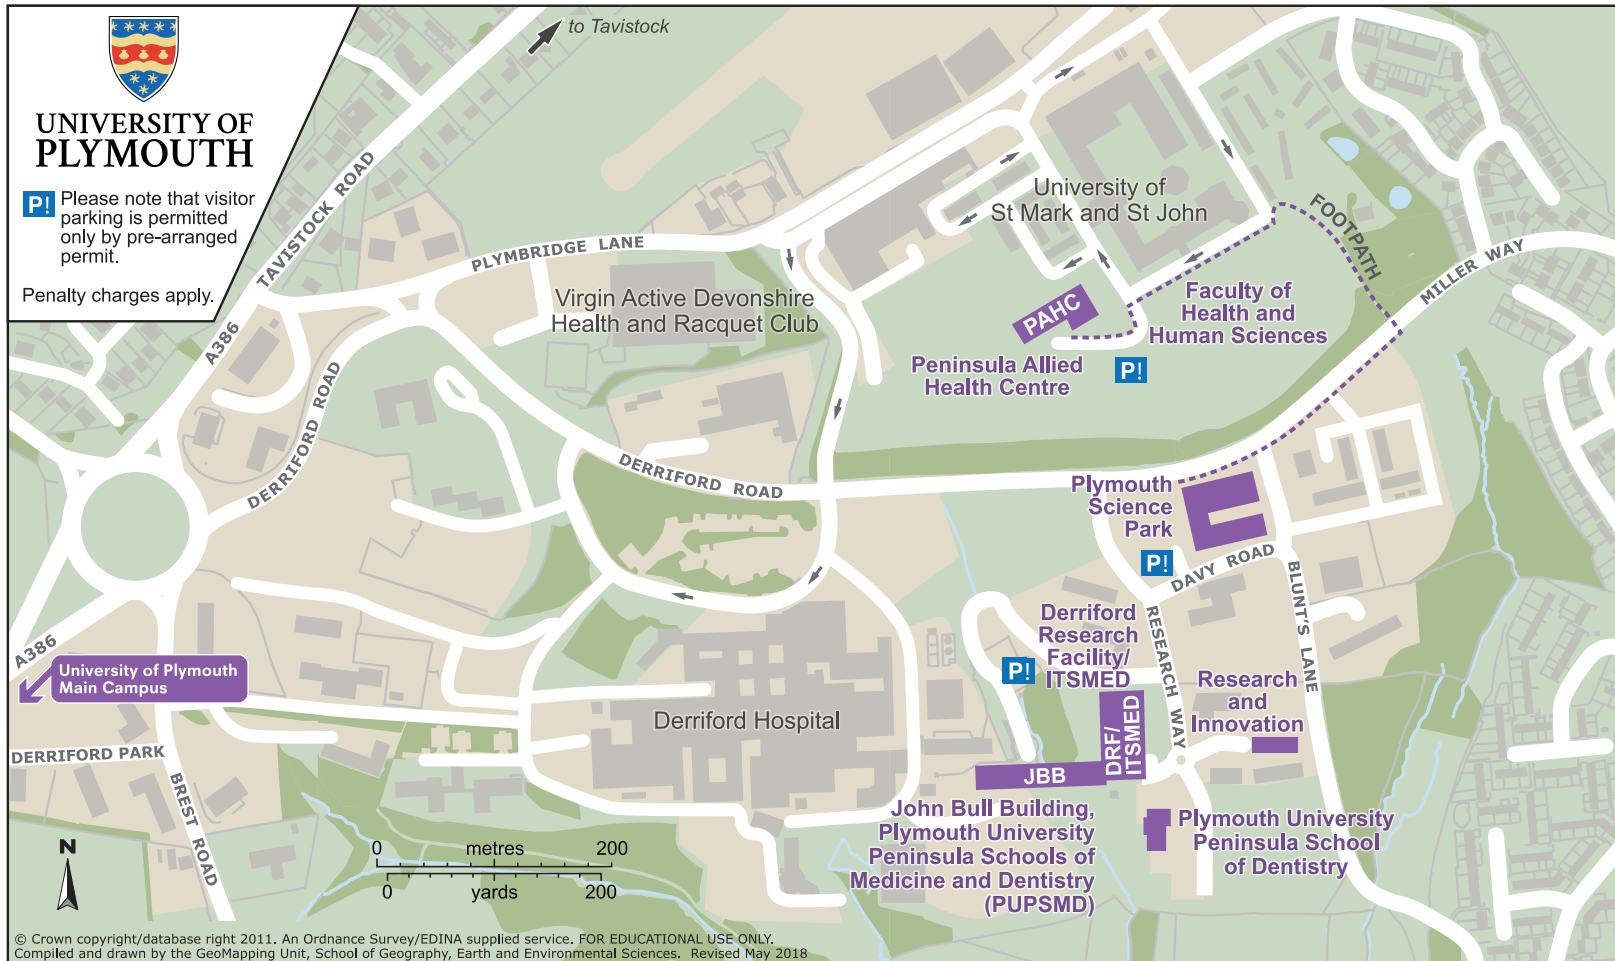 UNIVERSITY OF
PLYMOUTH
P! Please note that visitor
parking is permitted
only by pre-arranged
permit.
Penalty charges apply.
to Tavistock
TAVISTOCK ROAD
A386
PLYMBRIDGE LANE
DERRIFORD ROAD
Virgin Active Devonshire
Health and Racquet Club
University of
St Mark and St John
FOOTPATH
MILLER WAY
PAHC
Faculty of
Health and
Human Sciences
Peninsula Allied
Health Centre
P!
DERRIFORD ROAD
Plymouth
Science
Park
P!
DAVY ROAD
BLUNT'S LANE
RESEARCH WAY
Derriford
Research
Facility/
ITSMED
P!
DRF/
ITSMED
Research
and
Innovation
A386
University of Plymouth
Main Campus
Derriford Hospital
DERRIFORD PARK
BREST ROAD
JBB
John Bull Building,
Plymouth University
Peninsula Schools of
Medicine and Dentistry
(PUPSMD)
Plymouth University
Peninsula School
of Dentistry
N
0 metres 200
0 yards 200
© Crown copyright/database right 2011. An Ordnance Survey/EDINA supplied service. FOR EDUCATIONAL USE ONLY.
Compiled and drawn by the GeoMapping Unit, School of Geography, Earth and Environmental Sciences. Revised May 2018